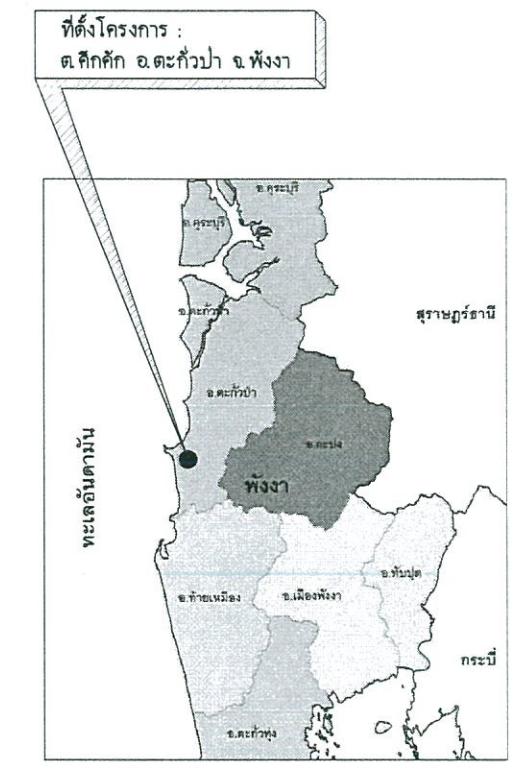 ที่ตั้งโครงการ :
ต.คึกคัก อ.ตะกั่วป่า จ.พังงา
อ.คุระบุรี
อ.คุระบุรี
อ.ตะกั่วป่า
สุราษฎร์ธานี
อ.ตะกั่วป่า
อ.กะปง
ทะเลอันดามัน
พังงา
อ.ทับปุด
อ.ท้ายเหมือง
อ.เมืองพังงา
กระบี่
อ.ตะกั่วทุ่ง